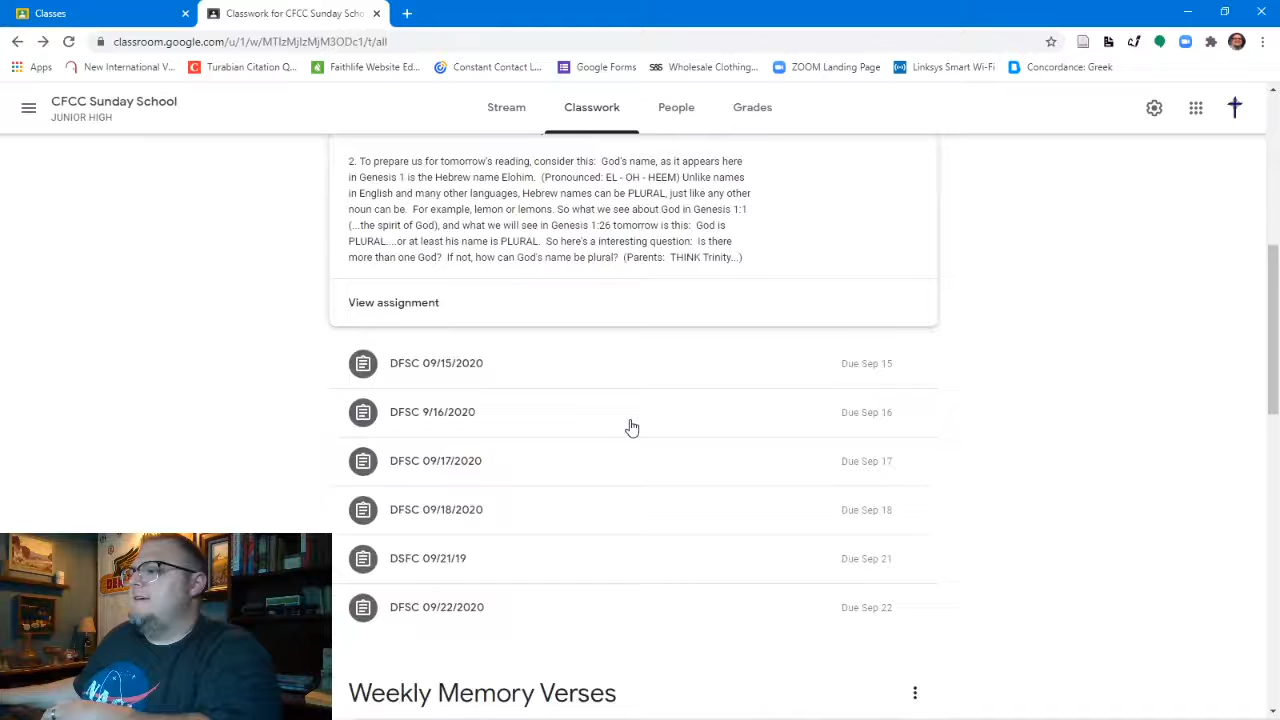 Classes
Classwork for CFCC Sunday Scho
classroom.google.com/u/1/w/MTIzMjIzMjM3ODc1/t/all
Apps
New International V...
Turabian Citation Q...
Faithlife Website Ed...
Constant Contact L...
Google Forms
Wholesale Clothing...
ZOOM Landing Page
Linksys Smart Wi-Fi
Concordance: Greek
CFCC Sunday School
JUNIOR HIGH
Stream
Classwork
People
Grades
2. To prepare us for tomorrow's reading, consider this: God's name, as it appears here
in Genesis 1 is the Hebrew name Elohim. (Pronounced: EL - OH - HEEM) Unlike names
in English and many other languages, Hebrew names can be PLURAL, just like any other
noun can be. For example, lemon or lemons. So what we see about God in Genesis 1:1
(...the spirit of God), and what we will see in Genesis 1:26 tomorrow is this: God is
PLURAL....or at least his name is PLURAL. So here's a interesting question: Is there
more than one God? If not, how can God's name be plural? (Parents: THINK Trinity...)
View assignment
DFSC 09/15/2020
Due Sep 15
DFSC 9/16/2020
Due Sep 16
DFSC 09/17/2020
Due Sep 17
DFSC 09/18/2020
Due Sep 18
DSFC 09/21/19
Due Sep 21
DFSC 09/22/2020
Due Sep 22
Weekly Memory Verses